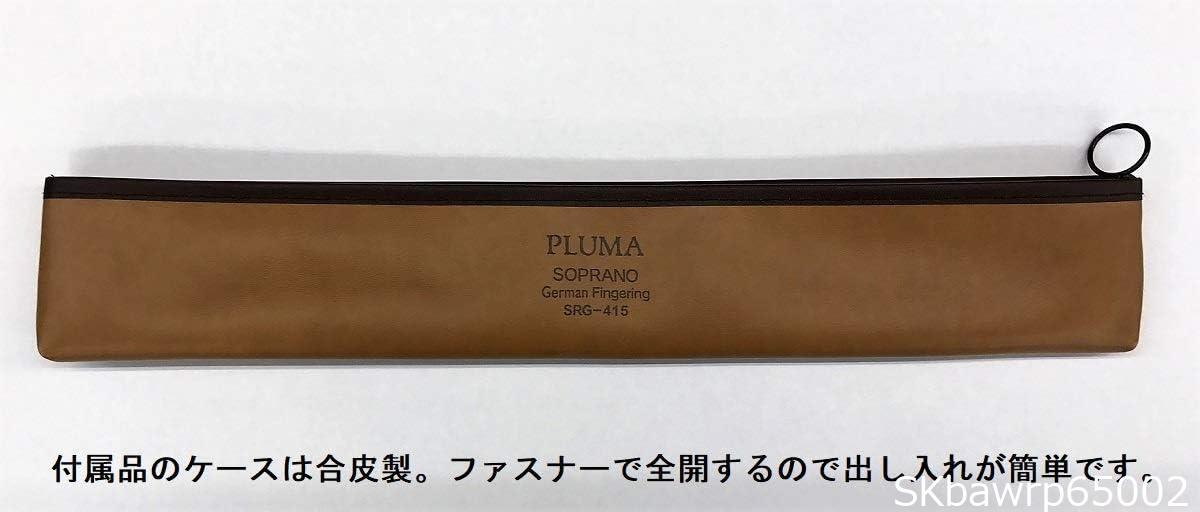 PLUMA
SOPRANO
German Fingering
SRG-415
付属品のケースは合皮製。ファスナーで全開するので出し入れが簡単です。
SKbawrp65002